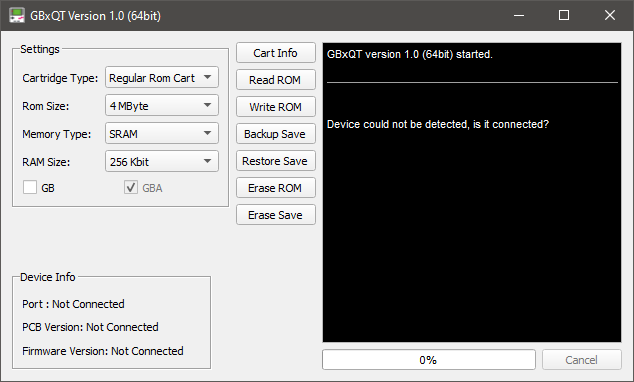 GBxQT Version 1.0 (64bit)
Settings
Cartridge Type: Regular Rom Cart
Rom Size: 4 MByte
Memory Type: SRAM
RAM Size: 256 Kbit
GB GBA
Cart Info
Read ROM
Write ROM
Backup Save
Restore Save
Erase ROM
Erase Save
GBxQT version 1.0 (64bit) started.
Device could not be detected, is it connected?
Device Info
Port : Not Connected
PCB Version: Not Connected
Firmware Version: Not Connected
0%
Cancel